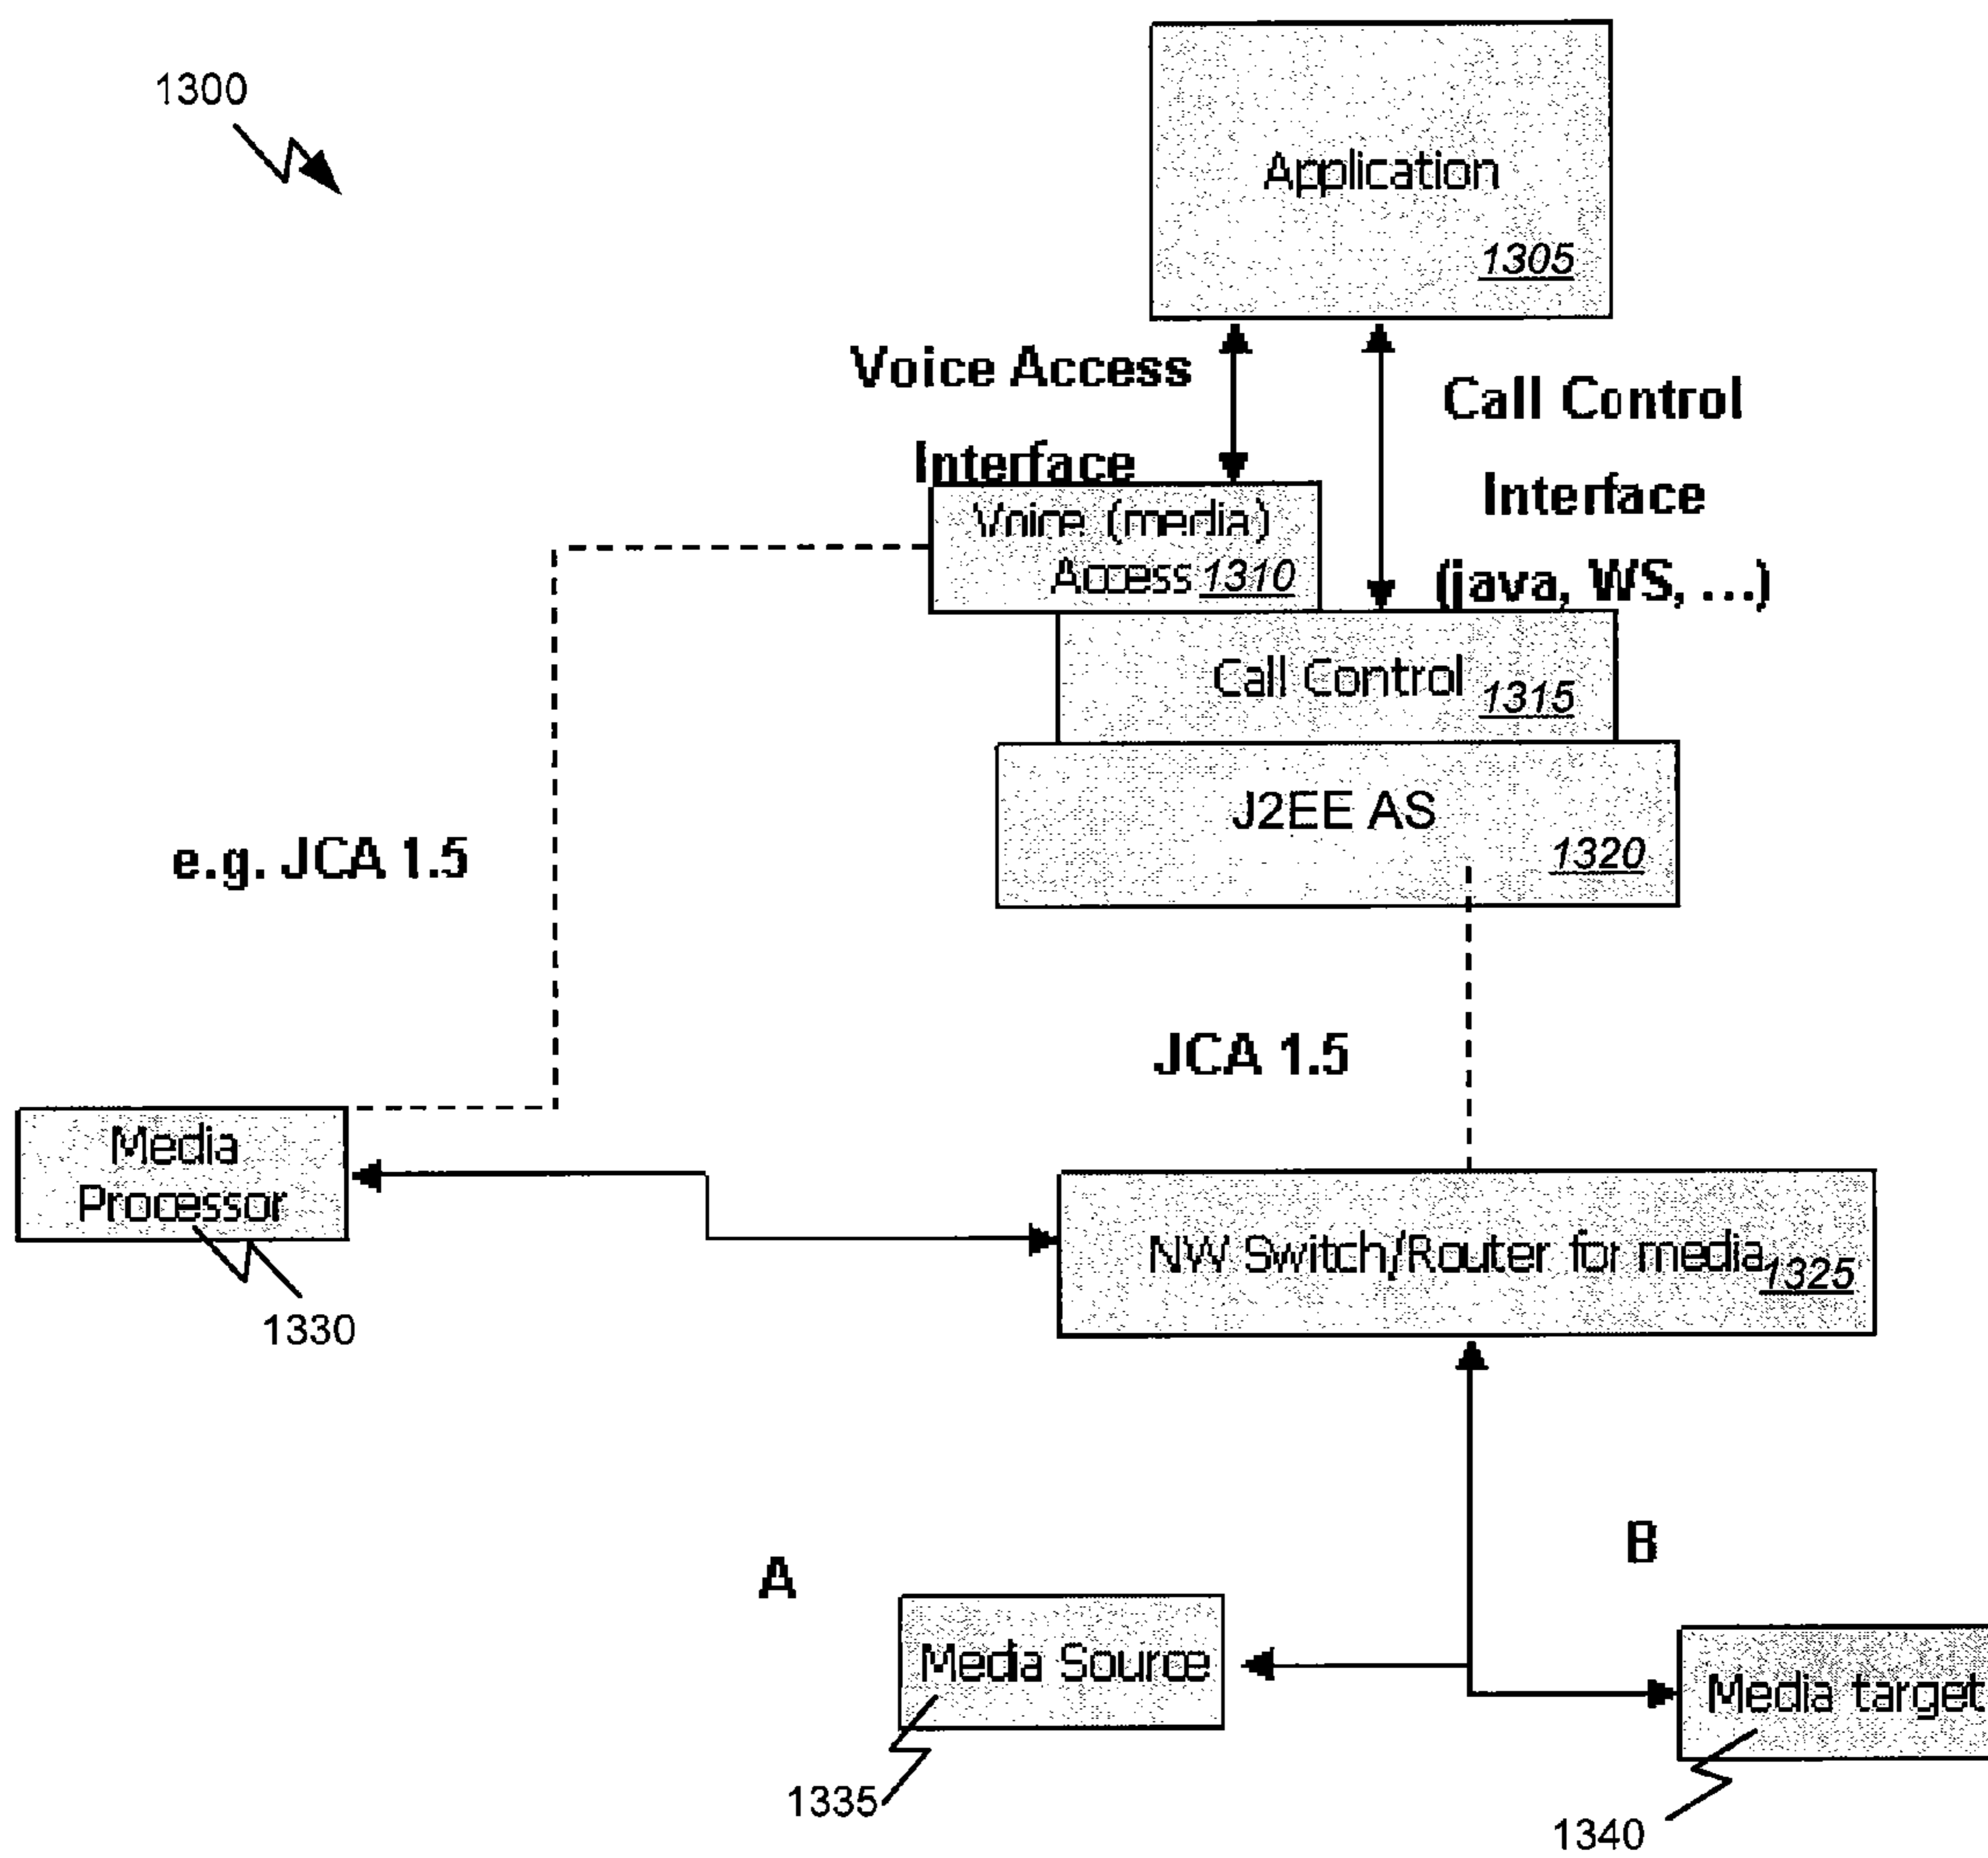 1300
Application
1305
Voice Access
Interface
Call Control
Interface
(java, WS, ...)
Vnire (media)
Access 1310
Call Control 1315
J2EE AS
1320
e.g. JCA 1.5
JCA 1.5
Media
Processor
1330
NW Switch/Router for media 1325
A
B
Media Source
Media target
1335
1340